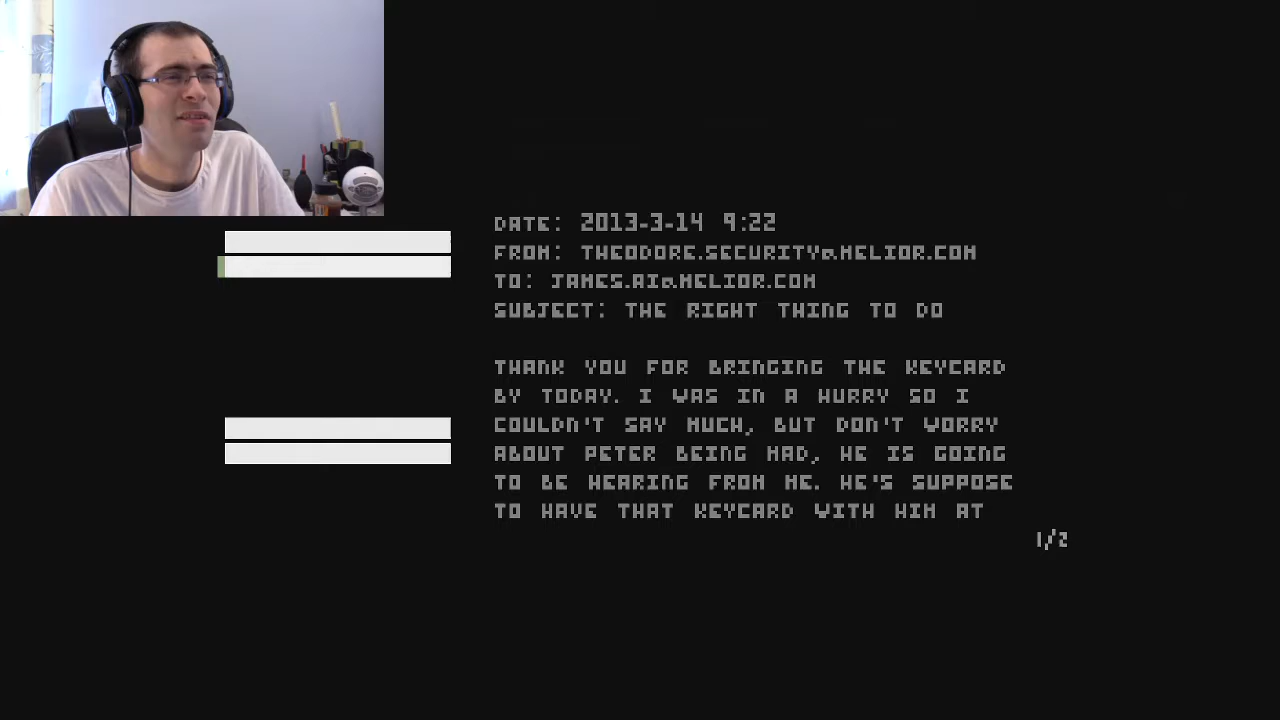 DATE: 2013-3-14 9:22
FROM: THEODORE.SECURITY@HELIOR.COM
TO: JAMES.AI@HELIOR.COM
SUBJECT: THE RIGHT THING TO DO
THANK YOU FOR BRINGING THE KEYCARD
BY TODAY. I WAS IN A HURRY SO I
COULDN'T SAY MUCH, BUT DON'T WORRY
ABOUT PETER BEING MAD, HE IS GOING
TO BE HEARING FROM ME. HE'S SUPPOSE
TO HAVE THAT KEYCARD WITH HIM AT
1/2